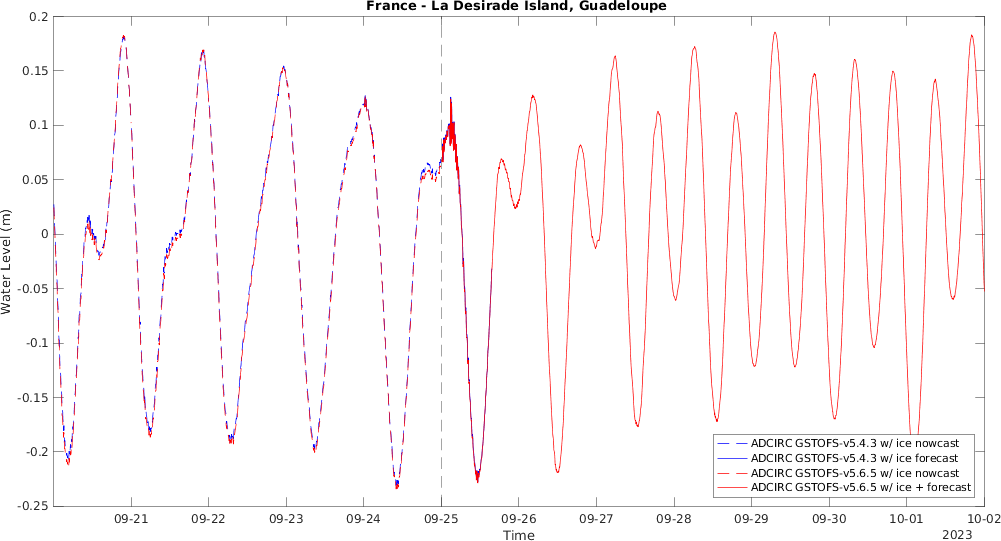 France - La Desirade Island, Guadeloupe
0.2
0.15
0.1
0.05
0
-0.05
-0.1
-0.15
-0.2
-0.25
Water Level (m)
ADCIRC GSTOFS-v5.4.3 w/ ice nowcast
ADCIRC GSTOFS-v5.4.3 w/ ice forecast
ADCIRC GSTOFS-v5.6.5 w/ ice nowcast
ADCIRC GSTOFS-v5.6.5 w/ ice + forecast
09-21 09-22 09-23 09-24 09-25 09-26 09-27 09-28 09-29 09-30 10-01 10-02
Time 2023